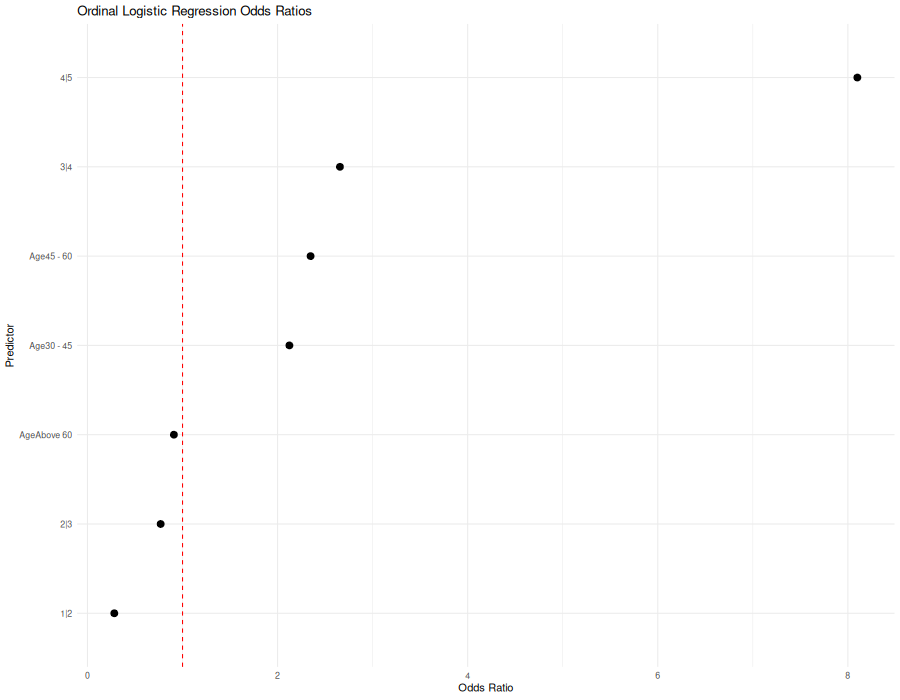 Ordinal Logistic Regression Odds Ratios
4|5
3|4
Age45 - 60
Age30 - 45
AgeAbove 60
2|3
1|2
Predictor
0 2 4 6 8
Odds Ratio